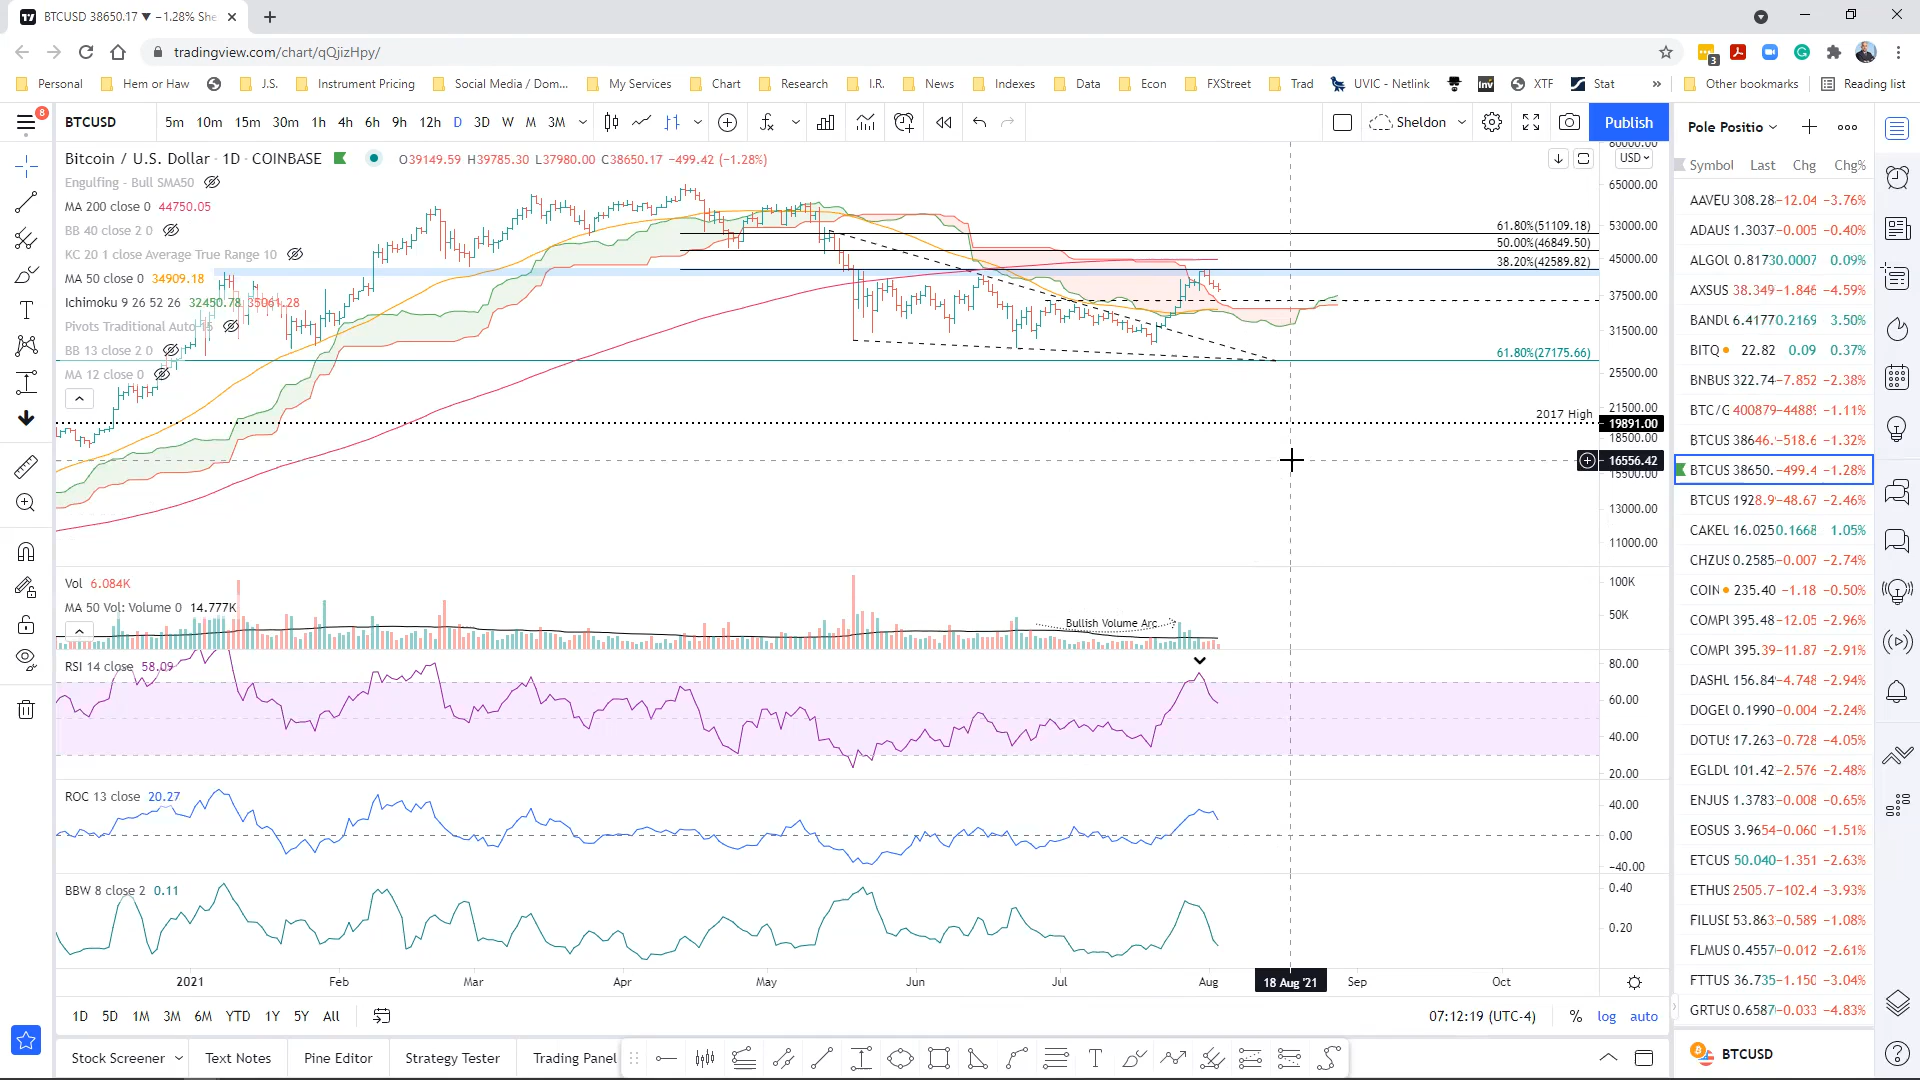 BTCUSD 38650.17 ▼ −1.28% She
tradingview.com/chart/qQjizHpy/
3
Personal Hem or Haw J.S. Instrument Pricing Social Media / Dom... My Services Chart Research I.R. News Indexes Data Econ FXStreet Trad UVIC - Netlink inv XTF Stat » Other bookmarks Reading list
8
BTCUSD 5m 10m 15m 30m 1h 4h 6h 9h 12h D 3D W M 3M Sheldon Publish
Pole Positio
Bitcoin / U.S. Dollar · 1D · COINBASE O39149.59 H39785.30 L37980.00 C38650.17 −499.42 (−1.28%)
USD
Engulfing - Bull SMA50
MA 200 close 0 44750.05
BB 40 close 2 0
KC 20 1 close Average True Range 10
MA 50 close 0 34909.18
Ichimoku 9 26 52 26 32450.78 35061.28
Pivots Traditional Auto 15
BB 13 close 2 0
MA 12 close 0
61.80%(51109.18)
50.00%(46849.50)
38.20%(42589.82)
61.80%(27175.66)
2017 High
80000.00
65000.00
53000.00
45000.00
37500.00
31500.00
25500.00
21500.00
19891.00
18500.00
16556.42
15500.00
13000.00
11000.00
Vol 6.084K
MA 50 Vol: Volume 0 14.777K
Bullish Volume Arc
100K
50K
RSI 14 close 58.09
80.00
60.00
40.00
20.00
ROC 13 close 20.27
40.00
0.00
−40.00
BBW 8 close 2 0.11
0.40
0.20
2021 Feb Mar Apr May Jun Jul Aug 18 Aug '21 Sep Oct
1D 5D 1M 3M 6M YTD 1Y 5Y All 07:12:19 (UTC-4) % log auto
Stock Screener Text Notes Pine Editor Strategy Tester Trading Panel
Symbol Last Chg Chg%
AAVEU 308.28 −12.04 −3.76%
ADAUS 1.3037 −0.005 −0.40%
ALGOU 0.8173 0.0007 0.09%
AXSUS 38.349 −1.846 −4.59%
BANDU 6.4177 0.2169 3.50%
BITQ 22.82 0.09 0.37%
BNBUS 322.74 −7.852 −2.38%
BTC/G 400879 −4488 −1.11%
BTCUS 38646. −518.6 −1.32%
BTCUS 38650. −499.4 −1.28%
BTCUS 1928.9 −48.67 −2.46%
CAKEU 16.025 0.1668 1.05%
CHZUS 0.2585 −0.007 −2.74%
COIN 235.40 −1.18 −0.50%
COMPU 395.48 −12.05 −2.96%
COMPU 395.39 −11.87 −2.91%
DASHU 156.84 −4.748 −2.94%
DOGEU 0.1990 −0.004 −2.24%
DOTUS 17.263 −0.728 −4.05%
EGLDU 101.42 −2.576 −2.48%
ENJUS 1.3783 −0.008 −0.65%
EOSUS 3.9654 −0.060 −1.51%
ETCUS 50.040 −1.351 −2.63%
ETHUS 2505.7 −102.4 −3.93%
FILUSD 53.863 −0.589 −1.08%
FLMUS 0.4557 −0.012 −2.61%
FTTUS 36.735 −1.150 −3.04%
GRTUS 0.6587 −0.033 −4.83%
BTCUSD